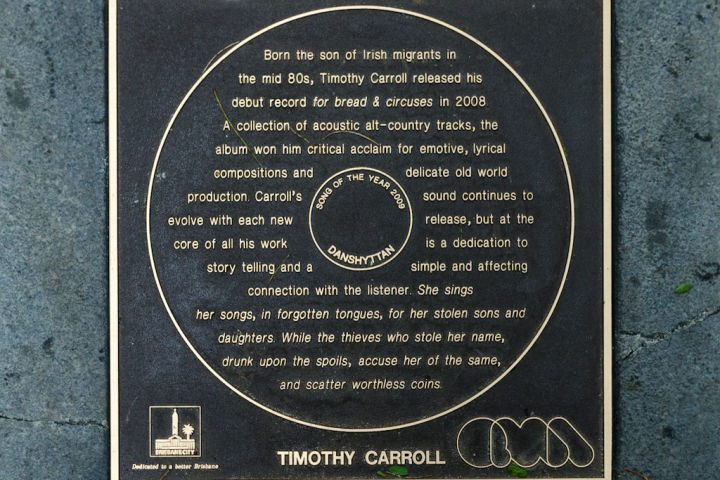 Born the son of Irish migrants in
the mid 80s, Timothy Carroll released his
debut record for bread & circuses in 2008
A collection of acoustic alt-country tracks, the
album won him critical acclaim for emotive, lyrical
compositions and delicate old world
production. Carroll's sound continues to
evolve with each new release, but at the
core of all his work is a dedication to
story telling and a simple and affecting
connection with the listener. She sings
her songs, in forgotten tongues, for her stolen sons and
daughters. While the thieves who stole her name,
drunk upon the spoils, accuse her of the same,
and scatter worthless coins.
SONG OF THE YEAR 2009
DANSHYTTAN
BRISBANE CITY
Dedicated to a better Brisbane
TIMOTHY CARROLL